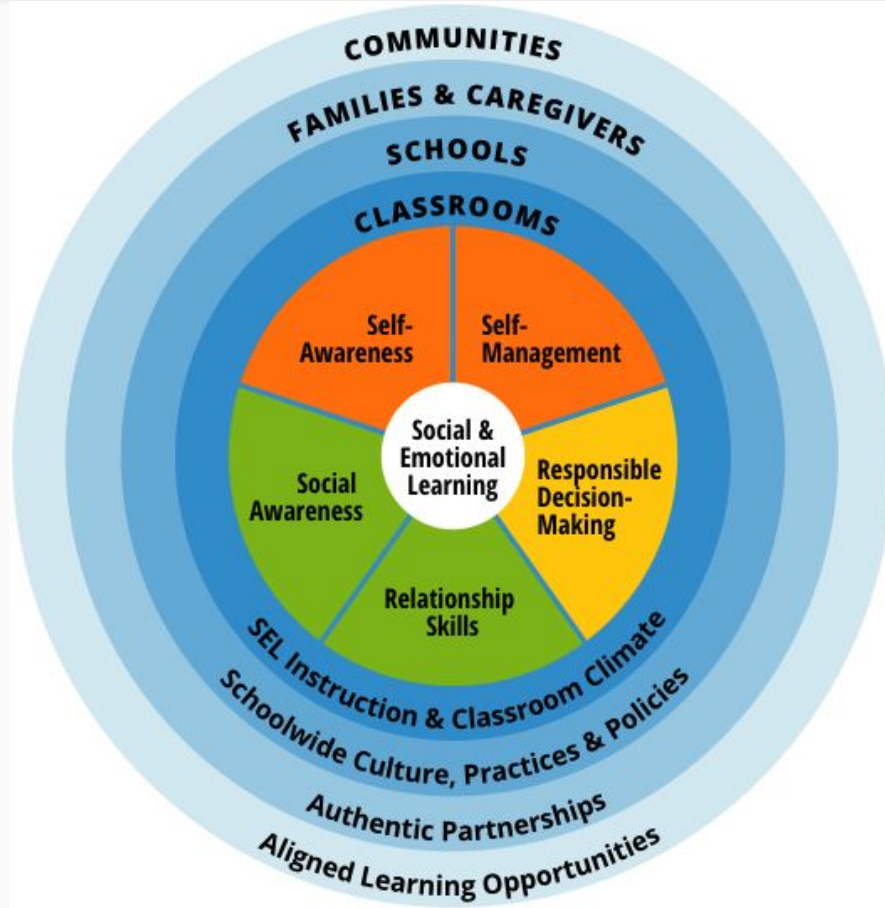 COMMUNITIES
FAMILIES & CAREGIVERS
SCHOOLS
CLASSROOMS
Self-
Awareness
Self-
Management
Social &
Emotional
Learning
Social
Awareness
Responsible
Decision-
Making
Relationship
Skills
SEL Instruction & Classroom Climate
Schoolwide Culture, Practices & Policies
Authentic Partnerships
Aligned Learning Opportunities